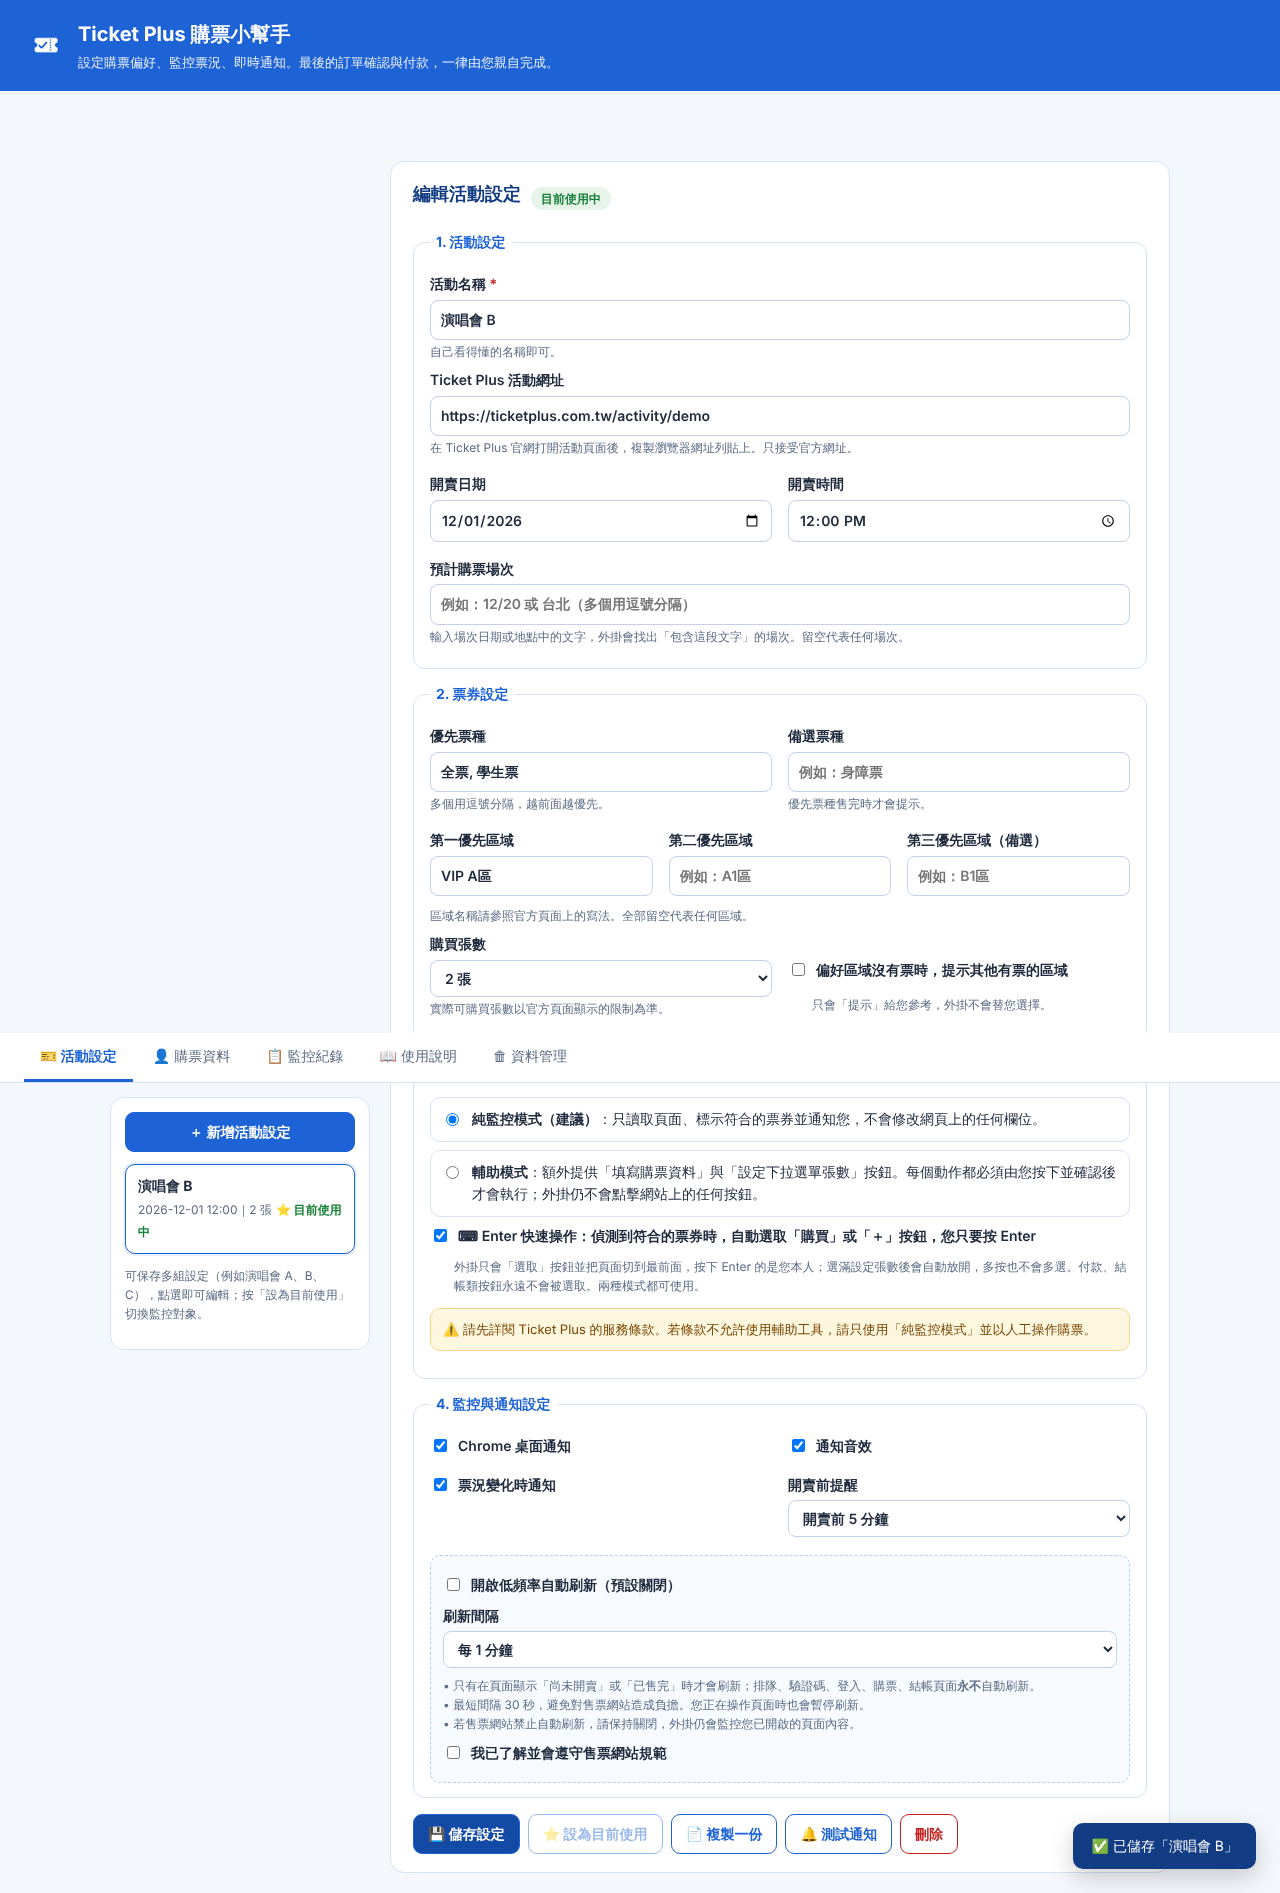 Ticket Plus 購票小幫手
設定購票偏好、監控票況、即時通知。最後的訂單確認與付款，一律由您親自完成。
編輯活動設定 目前使用中
1. 活動設定
活動名稱 *
演唱會 B
自己看得懂的名稱即可。
Ticket Plus 活動網址
https://ticketplus.com.tw/activity/demo
在 Ticket Plus 官網打開活動頁面後，複製瀏覽器網址列貼上。只接受官方網址。
開賣日期 開賣時間
12/01/2026 12:00 PM
預計購票場次
例如：12/20 或 台北（多個用逗號分隔）
輸入場次日期或地點中的文字，外掛會找出「包含這段文字」的場次。留空代表任何場次。
2. 票券設定
優先票種 備選票種
全票, 學生票 例如：身障票
多個用逗號分隔，越前面越優先。 優先票種售完時才會提示。
第一優先區域 第二優先區域 第三優先區域（備選）
VIP A區 例如：A1區 例如：B1區
區域名稱請參照官方頁面上的寫法。全部留空代表任何區域。
購買張數
2 張 偏好區域沒有票時，提示其他有票的區域
實際可購買張數以官方頁面顯示的限制為準。 只會「提示」給您參考，外掛不會替您選擇。
🎫 活動設定 👤 購票資料 📋 監控紀錄 📖 使用說明 🗑 資料管理
＋ 新增活動設定
演唱會 B
2026-12-01 12:00｜2 張 ⭐ 目前使用
中
可保存多組設定（例如演唱會 A、B、
C），點選即可編輯；按「設為目前使用」
切換監控對象。
純監控模式（建議）：只讀取頁面、標示符合的票券並通知您，不會修改網頁上的任何欄位。
輔助模式：額外提供「填寫購票資料」與「設定下拉選單張數」按鈕。每個動作都必須由您按下並確認後
才會執行；外掛仍不會點擊網站上的任何按鈕。
⌨ Enter 快速操作：偵測到符合的票券時，自動選取「購買」或「＋」按鈕，您只要按 Enter
外掛只會「選取」按鈕並把頁面切到最前面，按下 Enter 的是您本人；選滿設定張數後會自動放開，多按也不會多選。付款、結
帳類按鈕永遠不會被選取。兩種模式都可使用。
⚠️ 請先詳閱 Ticket Plus 的服務條款。若條款不允許使用輔助工具，請只使用「純監控模式」並以人工操作購票。
4. 監控與通知設定
Chrome 桌面通知 通知音效
票況變化時通知 開賣前提醒
開賣前 5 分鐘
開啟低頻率自動刷新（預設關閉）
刷新間隔
每 1 分鐘
• 只有在頁面顯示「尚未開賣」或「已售完」時才會刷新；排隊、驗證碼、登入、購票、結帳頁面永不自動刷新。
• 最短間隔 30 秒，避免對售票網站造成負擔。您正在操作頁面時也會暫停刷新。
• 若售票網站禁止自動刷新，請保持關閉，外掛仍會監控您已開啟的頁面內容。
我已了解並會遵守售票網站規範
💾 儲存設定 ⭐ 設為目前使用 📄 複製一份 🔔 測試通知 刪除
✅ 已儲存「演唱會 B」